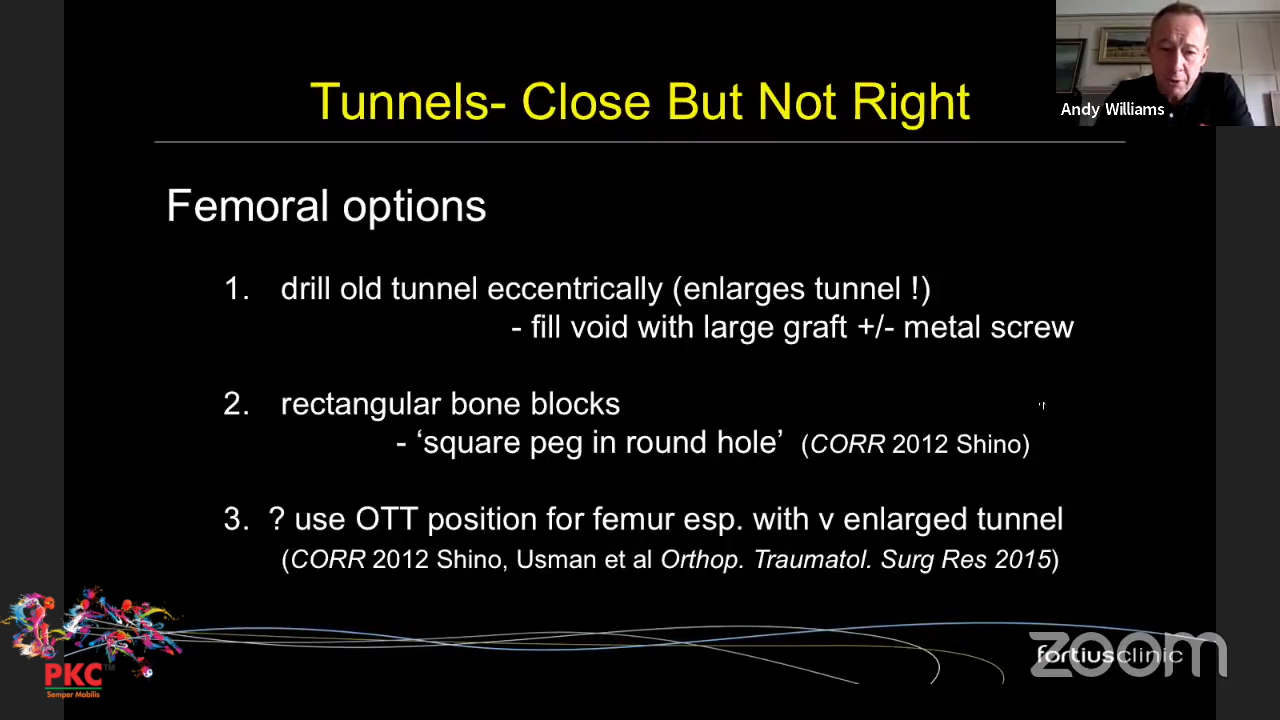 Tunnels- Close But Not Right
Andy Williams
Femoral options
1. drill old tunnel eccentrically (enlarges tunnel !)
- fill void with large graft +/- metal screw
2. rectangular bone blocks
- ‘square peg in round hole’ (CORR 2012 Shino)
3. ? use OTT position for femur esp. with v enlarged tunnel
(CORR 2012 Shino, Usman et al Orthop. Traumatol. Surg Res 2015)
PKC™
Semper Mobilis
fortiusclinic
zoom